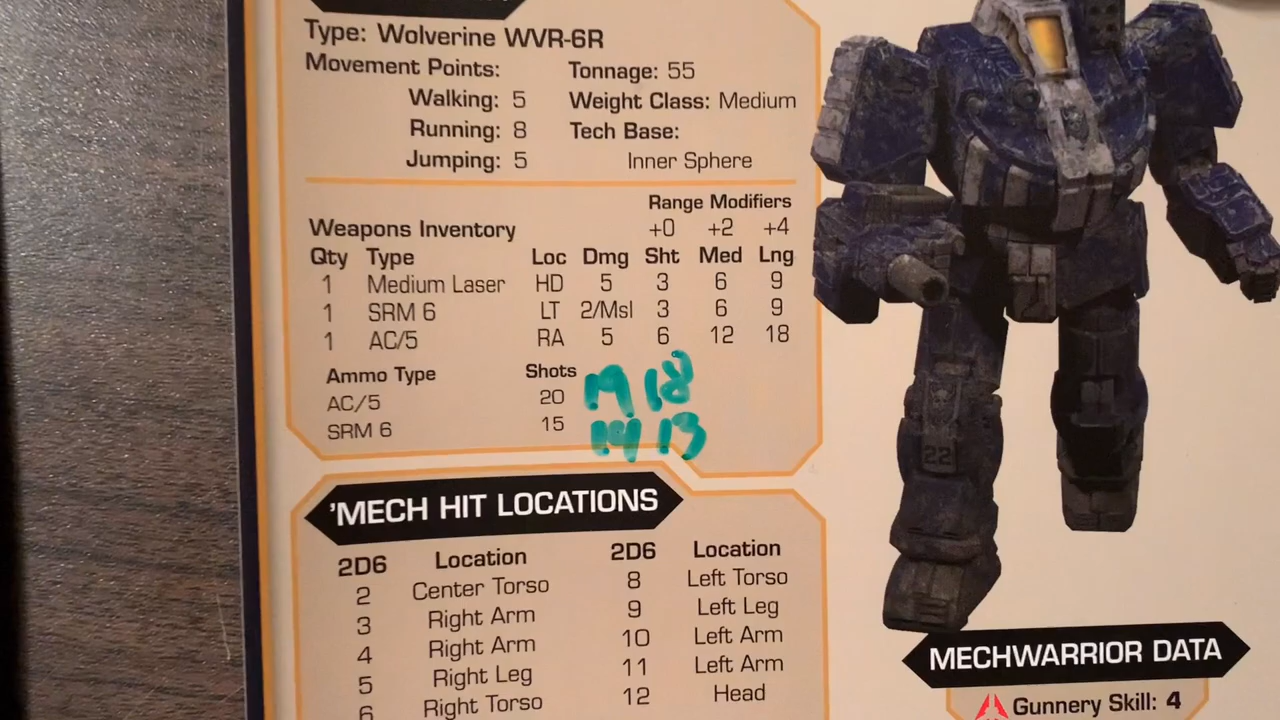 Type: Wolverine WVR-6R
Movement Points:
Tonnage: 55
Walking: 5
Weight Class: Medium
Running: 8
Tech Base:
Jumping: 5
Inner Sphere
Range Modifiers
Weapons Inventory +0 +2 +4
Qty Type Loc Dmg Sht Med Lng
1 Medium Laser HD 5 3 6 9
1 SRM 6 LT 2/Msl 3 6 9
1 AC/5 RA 5 6 12 18
Ammo Type Shots
AC/5 20 19 18
SRM 6 15 14 13
'MECH HIT LOCATIONS
2D6 Location 2D6 Location
2 Center Torso 8 Left Torso
3 Right Arm 9 Left Leg
4 Right Arm 10 Left Arm
5 Right Leg 11 Left Arm
6 Right Torso 12 Head
22
MECHWARRIOR DATA
Gunnery Skill: 4